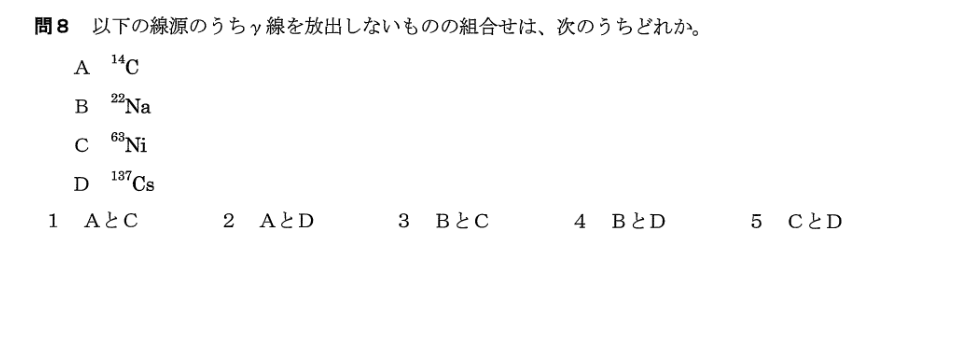 問8 以下の線源のうちγ線を放出しないものの組合せは、次のうちどれか。
A ¹⁴C
B ²²Na
C ⁶³Ni
D ¹³⁷Cs
1 AとC 2 AとD 3 BとC 4 BとD 5 CとD